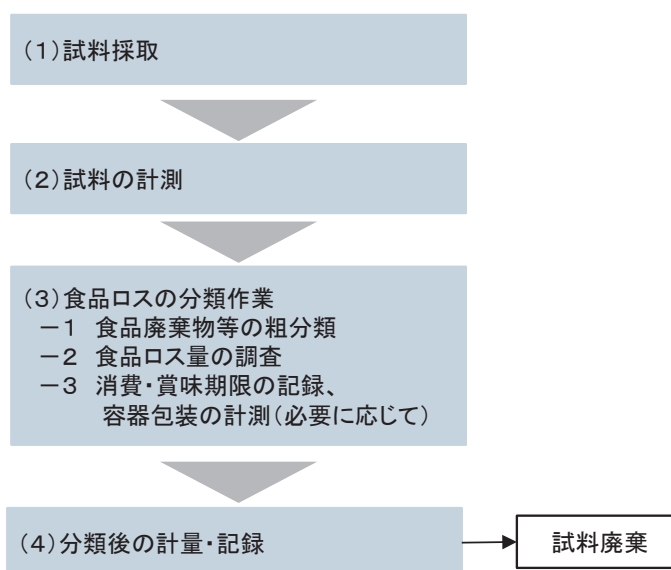 （1）試料採取
（2）試料の計測
（3）食品ロスの分類作業
－1　食品廃棄物等の粗分類
－2　食品ロス量の調査
－3　消費・賞味期限の記録、
容器包装の計測（必要に応じて）
（4）分類後の計量・記録
試料廃棄